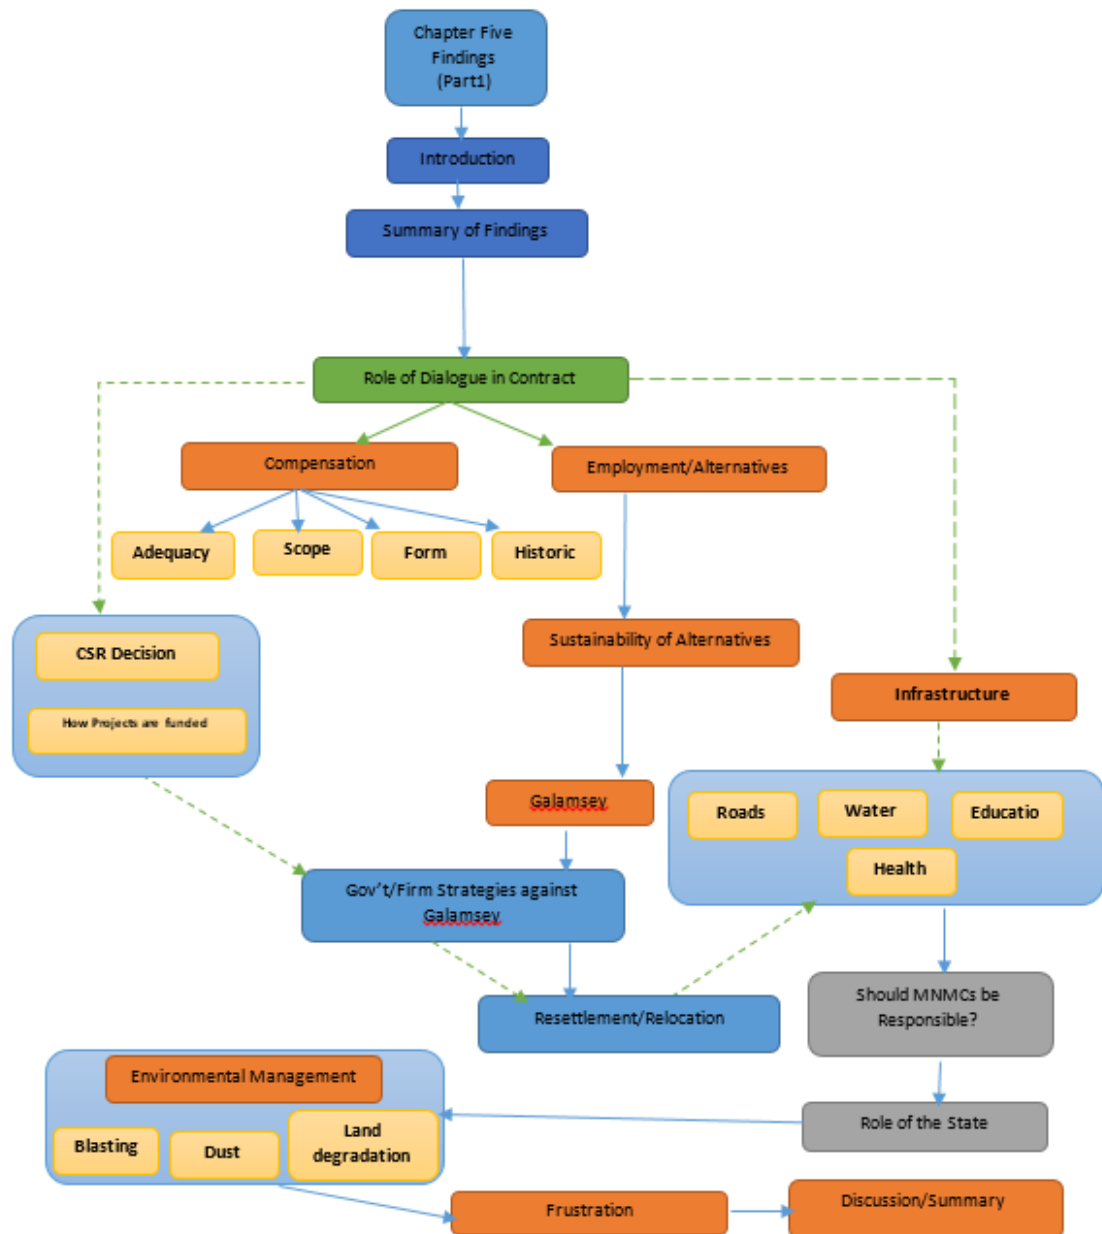 Chapter Five
Findings
(Part1)
Introduction
Summary of Findings
Role of Dialogue in Contract
Compensation
Employment/Alternatives
Adequacy
Scope
Form
Historic
CSR Decision
How Projects are funded
Sustainability of Alternatives
Infrastructure
Galamsey
Roads
Water
Educatio
Health
Gov't/Firm Strategies against
Galamsey
Resettlement/Relocation
Should MNMCs be
Responsible?
Role of the State
Environmental Management
Blasting
Dust
Land
degradation
Frustration
Discussion/Summary